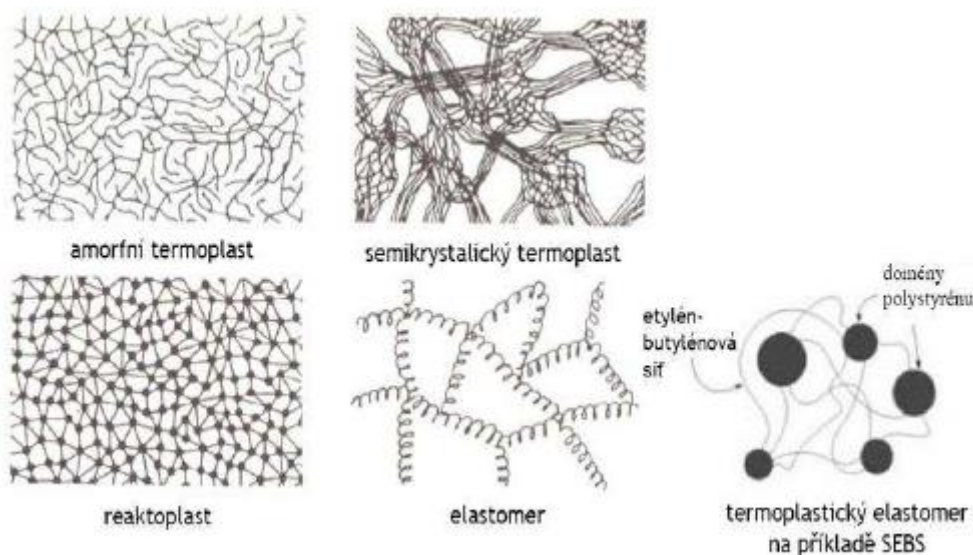 amorfní termoplast
semikrystalický termoplast
reaktoplast
elastomer
etylén-
butylénová
síť
domény
polystyrénu
termoplastický elastomer
na příkladě SEBS